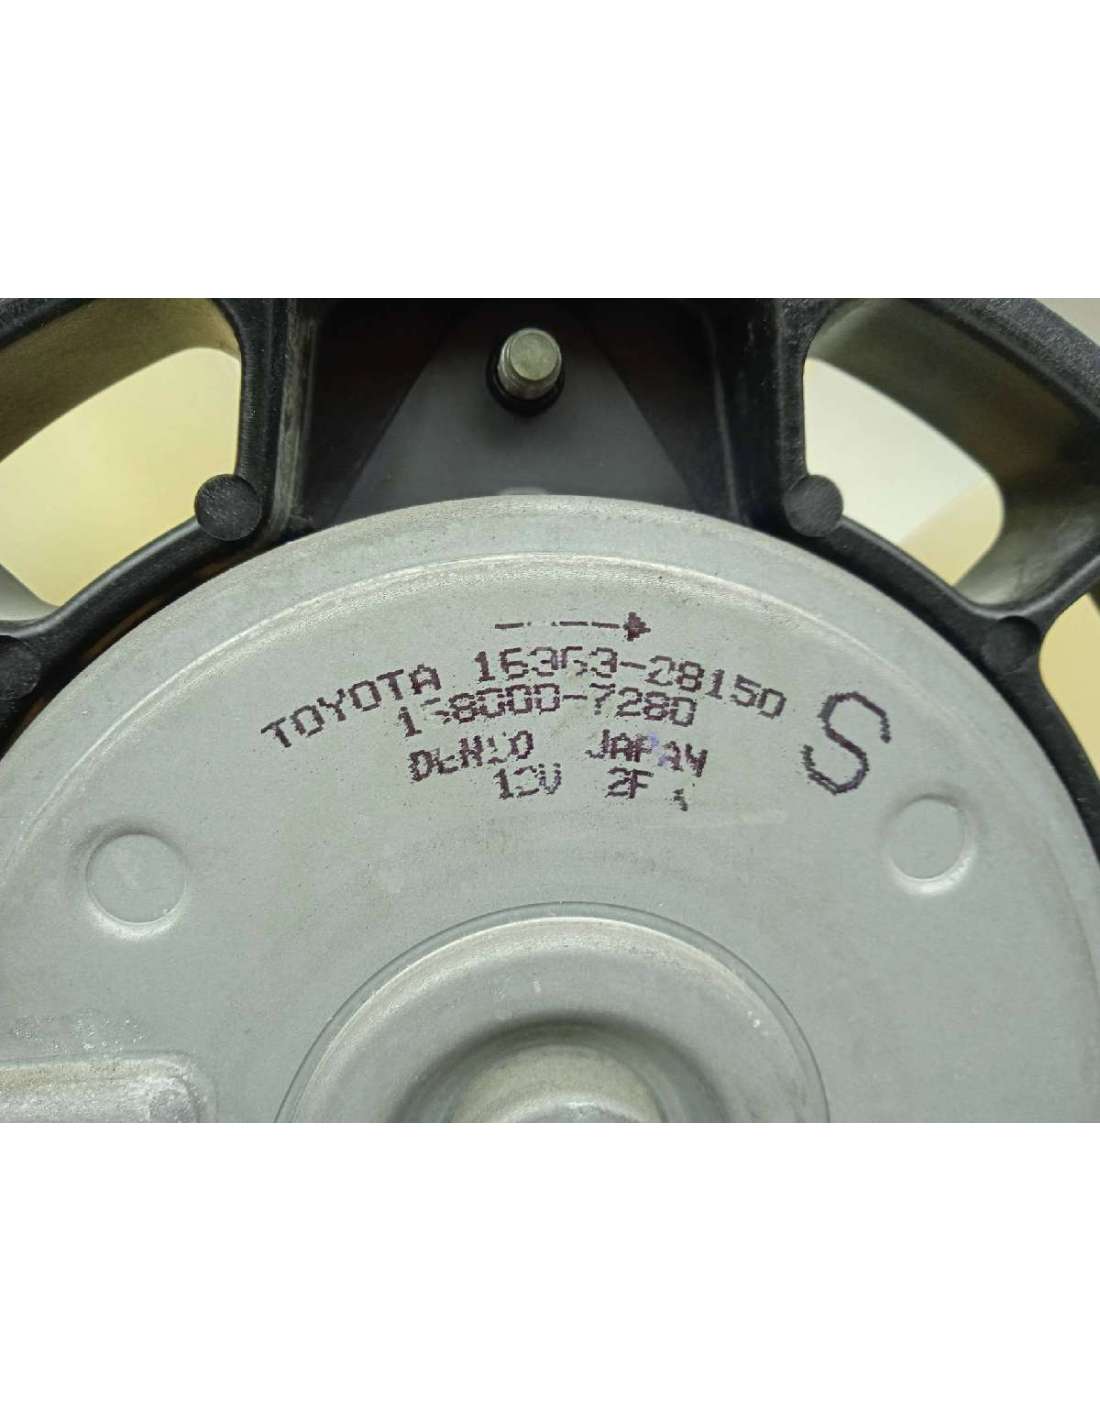 TOYOTA 16363-28150
168000-7280
S
DENSO JAPAN
12V 2F